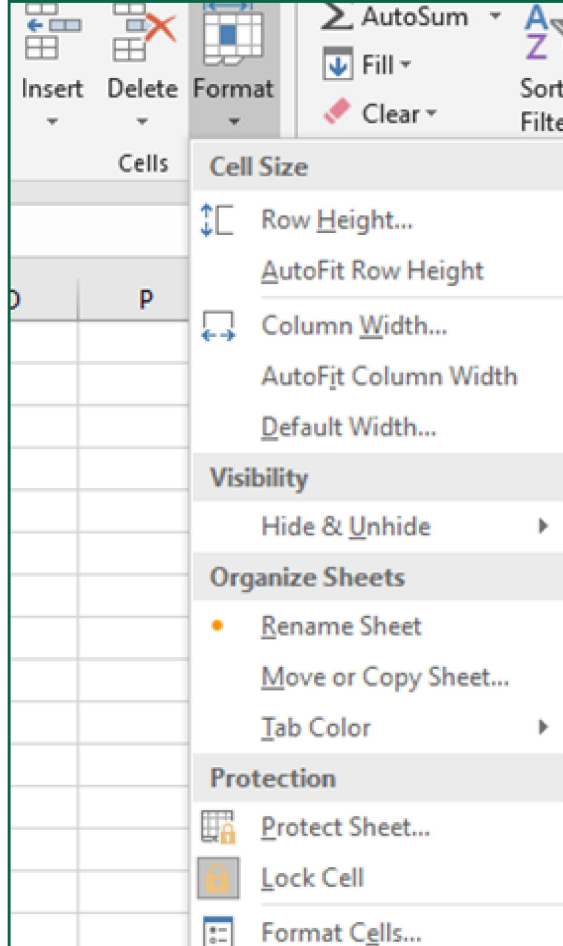 AutoSum
Fill
Insert Delete Format
Clear
Sort
Cells
Cell Size
Row Height...
AutoFit Row Height
P
Column Width...
AutoFit Column Width
Default Width...
Visibility
Hide & Unhide
Organize Sheets
Rename Sheet
Move or Copy Sheet...
Tab Color
Protection
Protect Sheet...
Lock Cell
Format Cells...